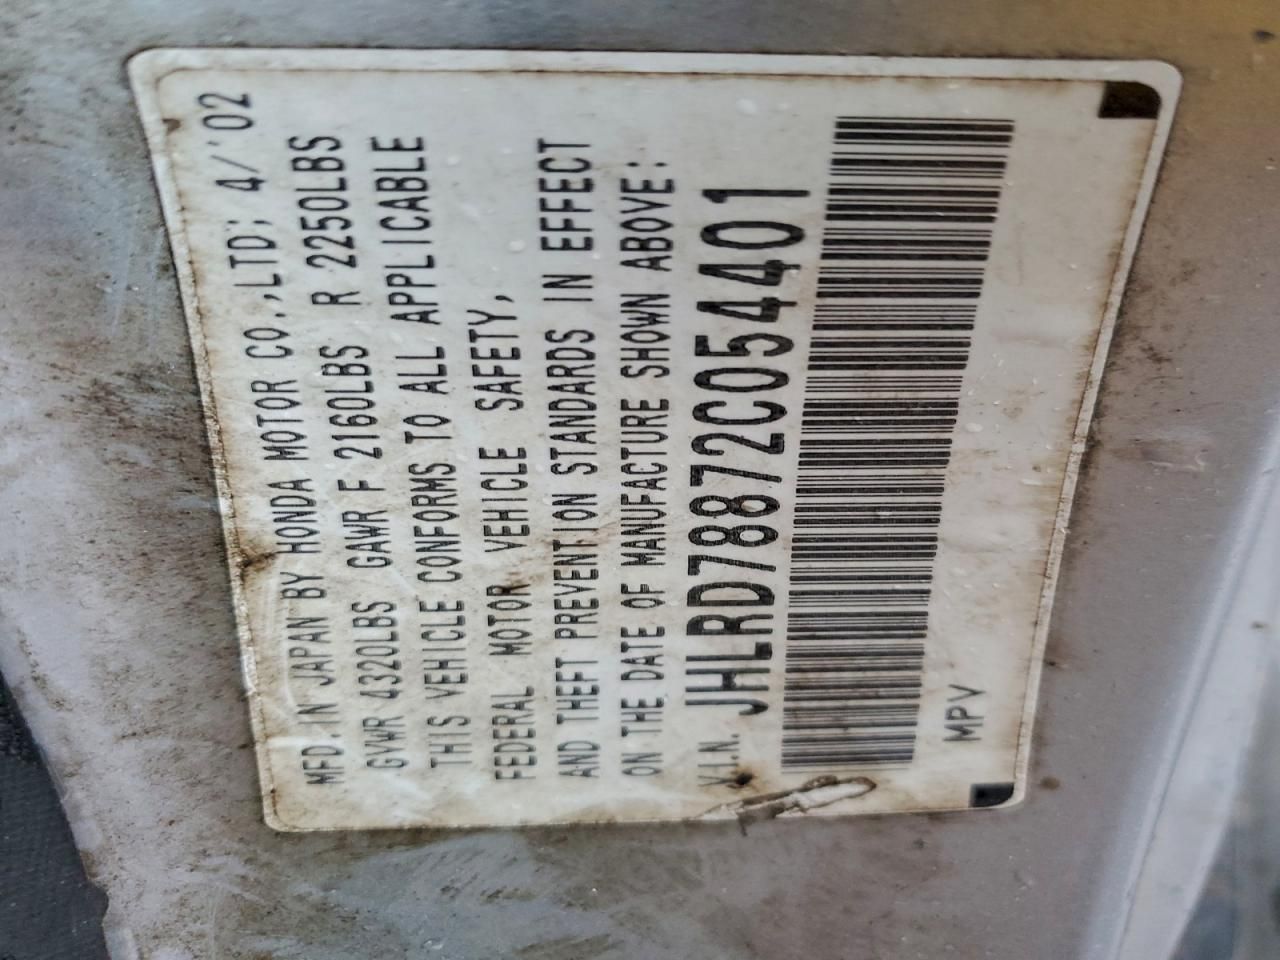 MFD. IN JAPAN BY HONDA MOTOR CO.,LTD; 4/'02
GVWR 4320LBS GAWR F 2160LBS R 2250LBS
THIS VEHICLE CONFORMS TO ALL APPLICABLE
FEDERAL MOTOR VEHICLE SAFETY,
AND THEFT PREVENTION STANDARDS IN EFFECT
ON THE DATE OF MANUFACTURE SHOWN ABOVE:
V.I.N. JHLRD78872C054401
MPV